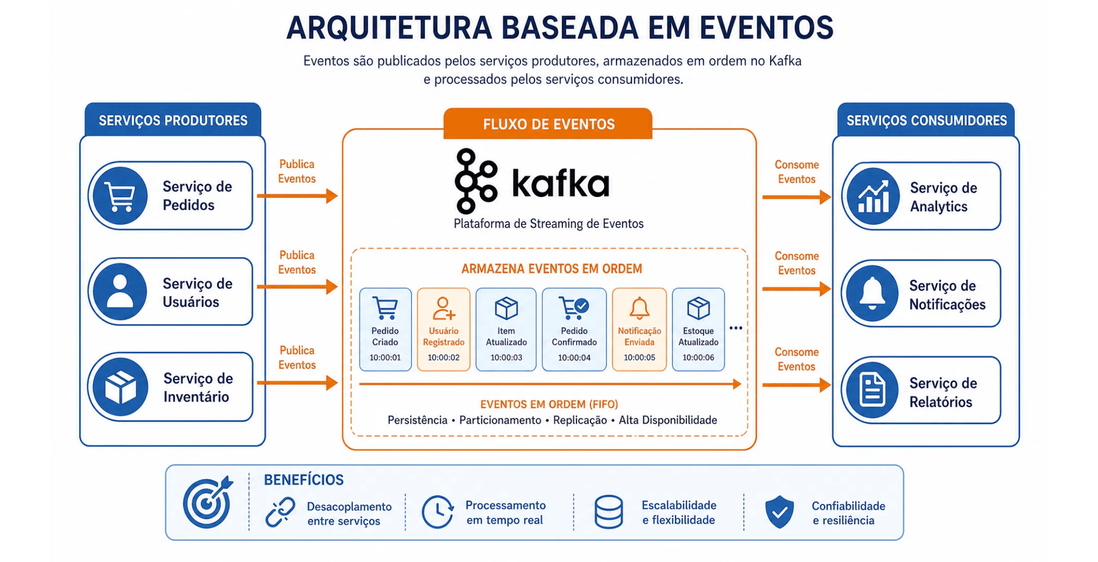 ARQUITETURA BASEADA EM EVENTOS
Eventos são publicados pelos serviços produtores, armazenados em ordem no Kafka
e processados pelos serviços consumidores.
SERVIÇOS PRODUTORES
Serviço de
Pedidos
Serviço de
Usuários
Serviço de
Inventário
Publica
Eventos
Publica
Eventos
Publica
Eventos
FLUXO DE EVENTOS
kafka
Plataforma de Streaming de Eventos
ARMAZENA EVENTOS EM ORDEM
Pedido
Criado
10:00:01
Usuário
Registrado
10:00:02
Item
Atualizado
10:00:03
Pedido
Confirmado
10:00:04
Notificação
Enviada
10:00:05
Estoque
Atualizado
10:00:06
...
EVENTOS EM ORDEM (FIFO)
Persistência • Particionamento • Replicação • Alta Disponibilidade
Consome
Eventos
Consome
Eventos
Consome
Eventos
SERVIÇOS CONSUMIDORES
Serviço de
Analytics
Serviço de
Notificações
Serviço de
Relatórios
BENEFÍCIOS
Desacoplamento
entre serviços
Processamento
em tempo real
Escalabilidade
e flexibilidade
Confiabilidade
e resiliência